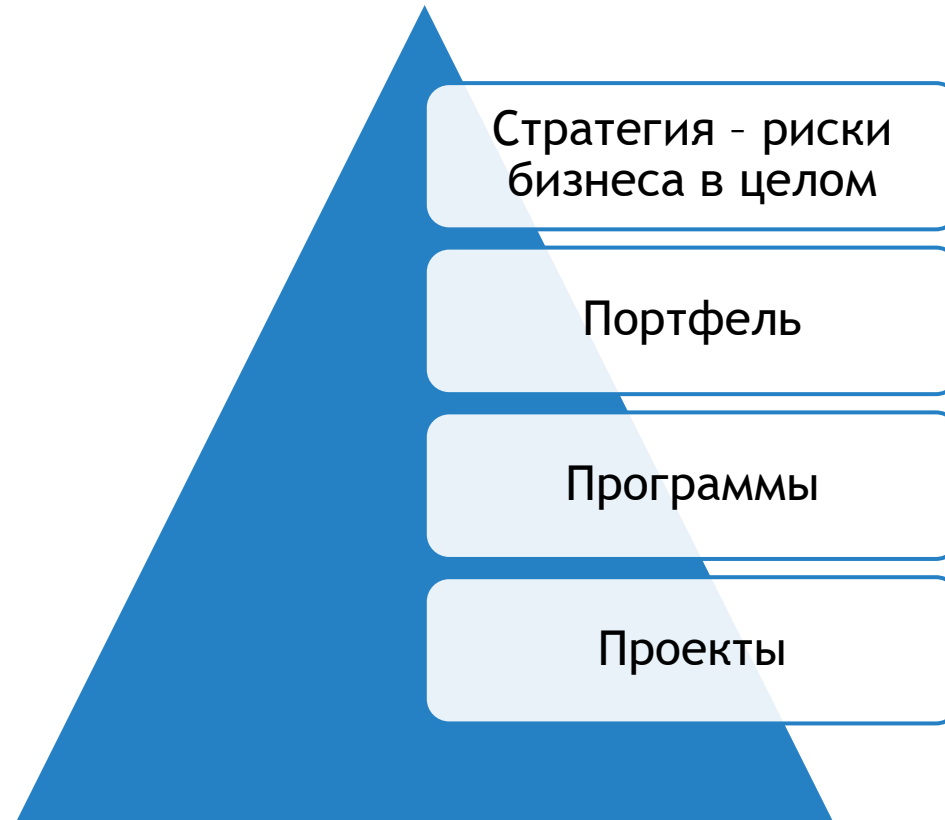 Стратегия – риски
бизнеса в целом
Портфель
Программы
Проекты